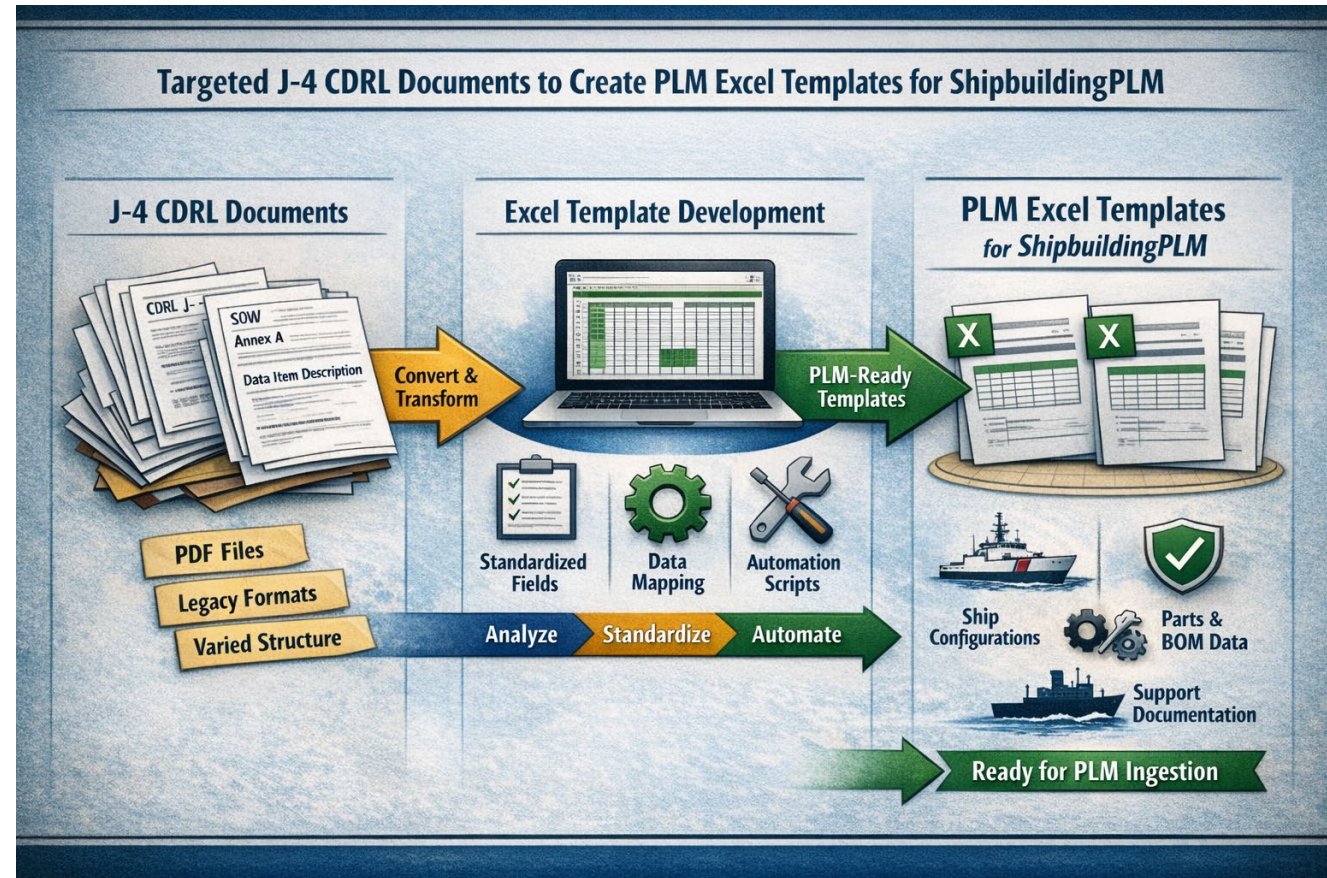 Targeted J-4 CDRL Documents to Create PLM Excel Templates for ShipbuildingPLM
J-4 CDRL Documents
CDRL J- -
SOW
Annex A
Data Item Description
PDF Files
Legacy Formats
Varied Structure
Convert &
Transform
Excel Template Development
Standardized
Fields
Data
Mapping
Automation
Scripts
Analyze
Standardize
Automate
PLM-Ready
Templates
PLM Excel Templates
for ShipbuildingPLM
X
X
Ship
Configurations
Parts &
BOM Data
Support
Documentation
Ready for PLM Ingestion